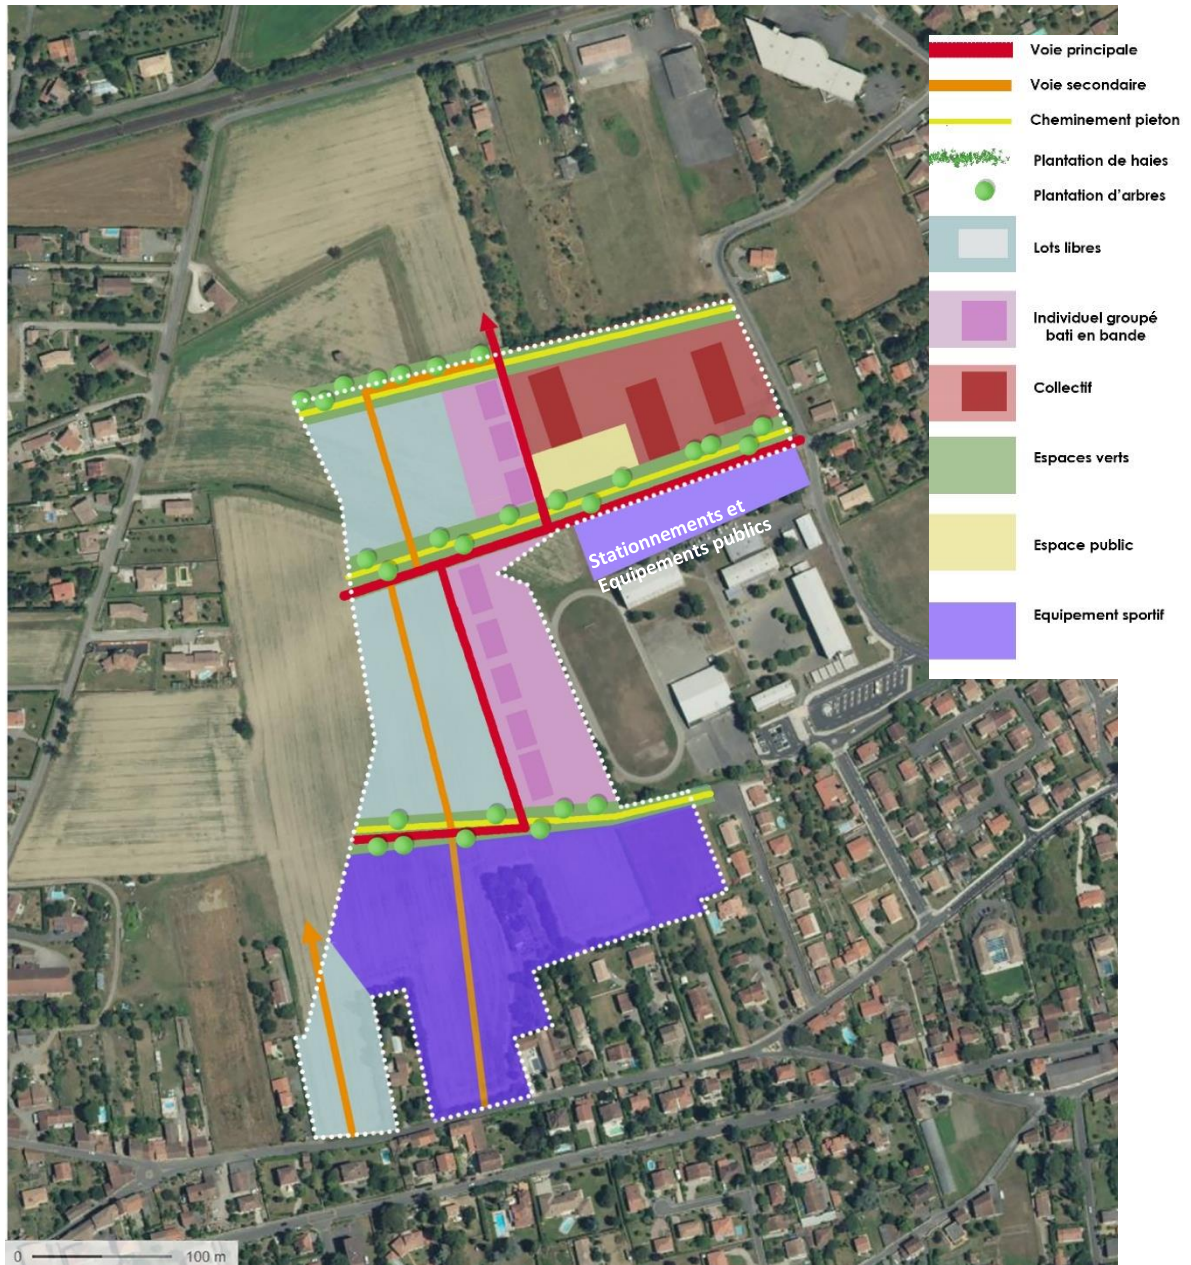 Voie principale
Voie secondaire
Cheminement pieton
Plantation de haies
Plantation d'arbres
Lots libres
Individuel groupé
bati en bande
Collectif
Espaces verts
Espace public
Equipement sportif
Stationnements et
Equipements publics
0 100 m